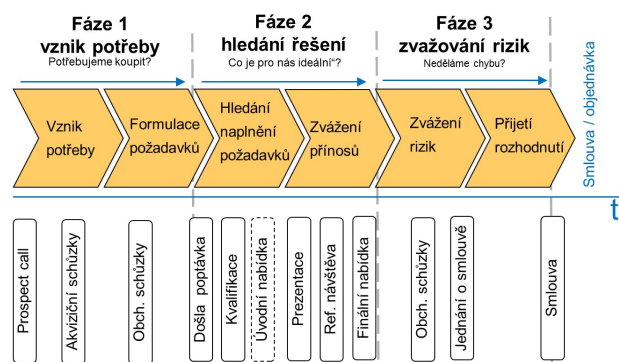 Fáze 1
vznik potřeby
Potřebujeme koupit?
Fáze 2
hledání řešení
Co je pro nás ideální“?
Fáze 3
zvažování rizik
Neděláme chybu?
Vznik
potřeby
Formulace
požadavků
Hledání
naplnění
požadavků
Zvážení
přínosů
Zvážení
rizik
Přijetí
rozhodnutí
Smlouva / objednávka
t
Prospect call
Akviziční schůzky
Obch. schůzky
Došla poptávka
Kvalifikace
Úvodní nabídka
Prezentace
Ref. návštěva
Finální nabídka
Obch. schůzky
Jednání o smlouvě
Smlouva